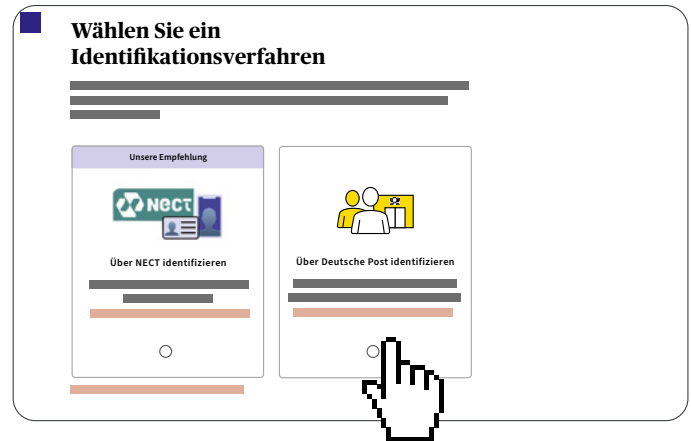 Wählen Sie ein
Identifikationsverfahren
Unsere Empfehlung
NECT
Über NECT identifizieren
Über Deutsche Post identifizieren